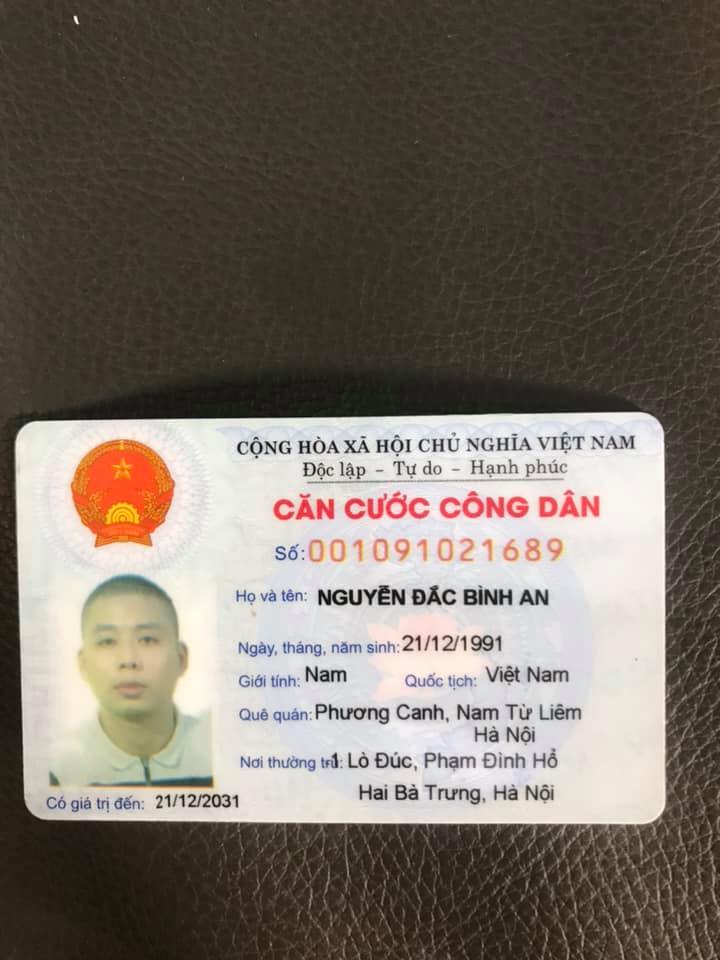 CỘNG HÒA XÃ HỘI CHỦ NGHĨA VIỆT NAM
Độc lập - Tự do - Hạnh phúc
CĂN CƯỚC CÔNG DÂN
Số: 001091021689
Họ và tên: NGUYỄN ĐẮC BÌNH AN
Ngày, tháng, năm sinh: 21/12/1991
Giới tính: Nam Quốc tịch: Việt Nam
Quê quán: Phương Canh, Nam Từ Liêm
Hà Nội
Nơi thường trú: 1 Lò Đúc, Phạm Đình Hổ
Hai Bà Trưng, Hà Nội
Có giá trị đến: 21/12/2031